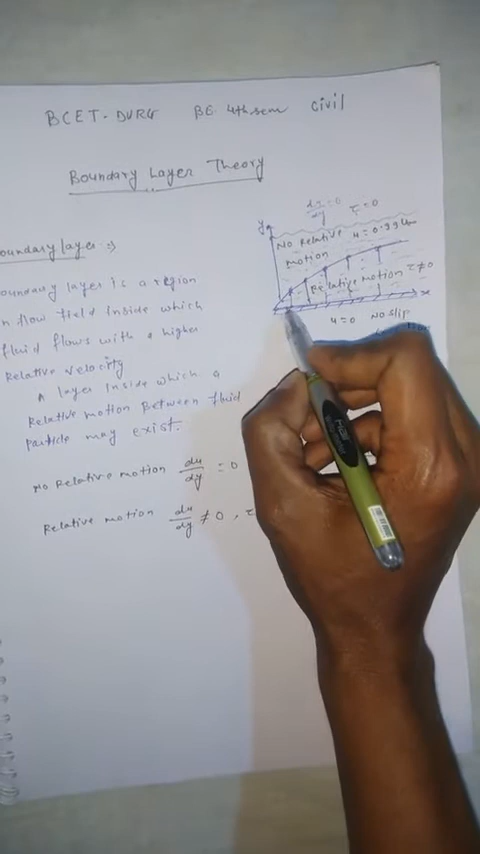 BCET-DURG BE 4th sem Civil
Boundary Layer Theory
oundary layer :)
oundary layer is a region
n flow field inside which
fluid flows with a higher
Relative velocity
A layer inside which a
Relative motion Between fluid
Particle may exist.
No Relative motion du/dy = 0
Relative motion du/dy ≠ 0, τ
du/dy = 0 τ = 0
y
No Relative u = 0.99U∞
motion
Relative motion τ ≠ 0
x
u = 0 no slip